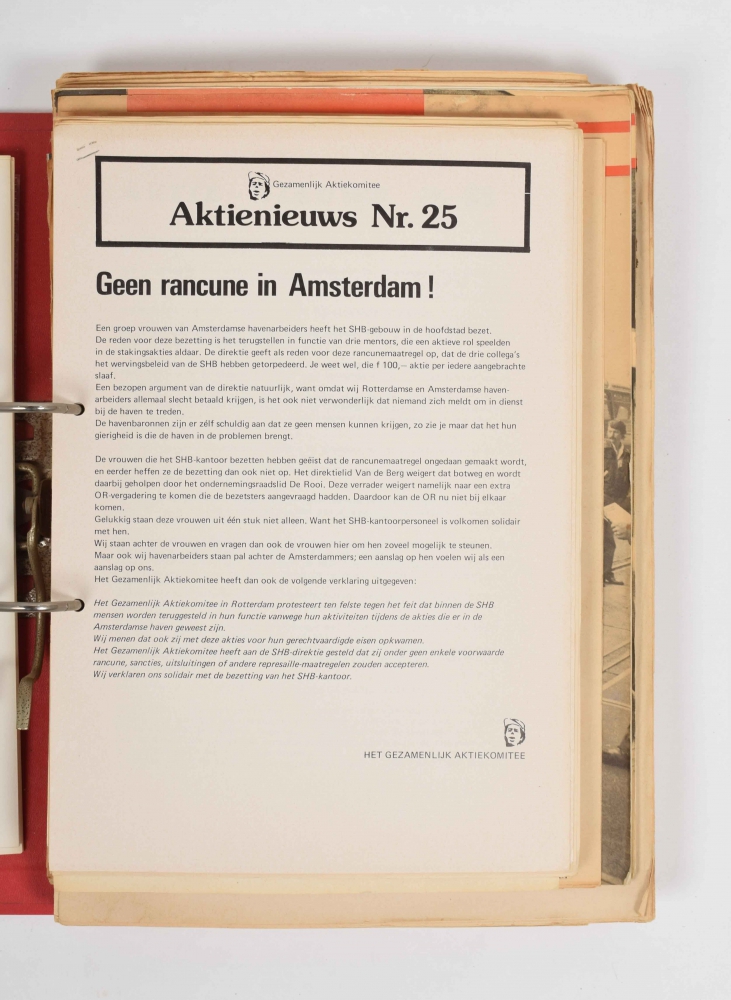 Gezamenlijk Aktiekomitee
Aktienieuws Nr. 25
Geen rancune in Amsterdam !
Een groep vrouwen van Amsterdamse havenarbeiders heeft het SHB-gebouw in de hoofdstad bezet.
De reden voor deze bezetting is het terugstellen in functie van drie mentors, die een aktieve rol speelden
in de stakingsakties aldaar. De direktie geeft als reden voor deze rancunemaatregel op, dat de drie collega's
het wervingsbeleid van de SHB hebben getorpedeerd. Je weet wel, die f 100,— aktie per iedere aangebrachte
slaaf.
Een bezopen argument van de direktie natuurlijk, want omdat wij Rotterdamse en Amsterdamse haven-
arbeiders allemaal slecht betaald krijgen, is het ook niet verwonderlijk dat niemand zich meldt om in dienst
bij de haven te treden.
De havenbaronnen zijn er zélf schuldig aan dat ze geen mensen kunnen krijgen, zo zie je maar dat het hun
gierigheid is die de haven in de problemen brengt.
De vrouwen die het SHB-kantoor bezetten hebben geëist dat de rancunemaatregel ongedaan gemaakt wordt,
en eerder heffen ze de bezetting dan ook niet op. Het direktielid Van de Berg weigert dat botweg en wordt
daarbij geholpen door het ondernemingsraadslid De Rooi. Deze verrader weigert namelijk naar een extra
OR-vergadering te komen die de bezetsters aangevraagd hadden. Daardoor kan de OR nu niet bij elkaar
komen.
Gelukkig staan deze vrouwen uit één stuk niet alleen. Want het SHB-kantoorpersoneel is volkomen solidair
met hen.
Wij staan achter de vrouwen en vragen dan ook de vrouwen hier om hen zoveel mogelijk te steunen.
Maar ook wij havenarbeiders staan pal achter de Amsterdammers; een aanslag op hen voelen wij als een
aanslag op ons.
Het Gezamenlijk Aktiekomitee heeft dan ook de volgende verklaring uitgegeven:
Het Gezamenlijk Aktiekomitee in Rotterdam protesteert ten felste tegen het feit dat binnen de SHB
mensen worden teruggesteld in hun functie vanwege hun aktiviteiten tijdens de akties die er in de
Amsterdamse haven geweest zijn.
Wij menen dat ook zij met deze akties voor hun gerechtvaardigde eisen opkwamen.
Het Gezamenlijk Aktiekomitee heeft aan de SHB-direktie gesteld dat zij onder geen enkele voorwaarde
rancune, sancties, uitsluitingen of andere represaille-maatregelen zouden accepteren.
Wij verklaren ons solidair met de bezetting van het SHB-kantoor.
HET GEZAMENLIJK AKTIEKOMITEE